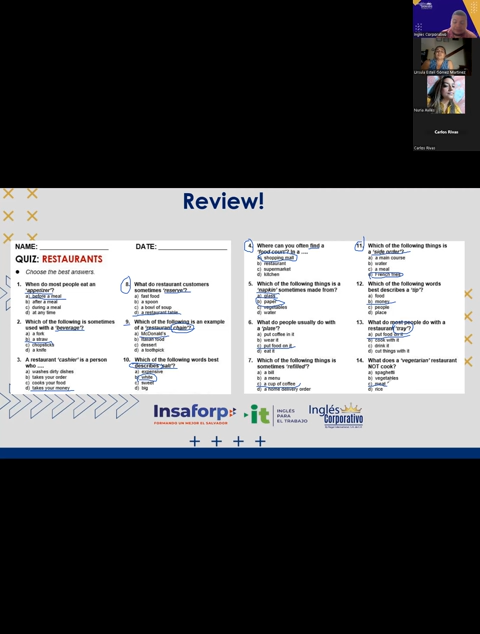 Inglés Corporativo
Nuria Aviles
Carlos Rivas
Carlos Rivas
Review!
NAME:
DATE:
QUIZ: RESTAURANTS
Choose the best answers.
1. When do most people eat an
'appetizer'?
a) before a meal
b) after a meal
c) during a meal
d) at any time
2. Which of the following is sometimes
used with a 'beverage'?
a) a fork
b) a straw
c) chopsticks
d) a knife
3. A restaurant 'cashier' is a person
who ....
a) washes dirty dishes
b) takes your order
c) cooks your food
d) takes your money
8. What do restaurant customers
sometimes 'reserve'?
a) fast food
b) a spoon
c) a bowl of soup
d) a restaurant table
9. Which of the following is an example
of a 'restaurant chain'?
a) McDonald's
b) Italian food
c) dessert
d) a toothpick
10. Which of the following words best
describes 'salt'?
a) expensive
b) white
c) sweet
d) big
4. Where can you often find a
'food court'? In a ....
a) shopping mall
b) restaurant
c) supermarket
d) kitchen
5. Which of the following things is a
'napkin' sometimes made from?
a) glass
b) paper
c) vegetables
d) water
6. What do people usually do with
a 'place'?
a) put coffee in it
b) wear it
c) put food on it
d) eat it
7. Which of the following things is
sometimes 'refilled'?
a) a bill
b) a menu
c) a cup of coffee
d) a home delivery order
11. Which of the following things is
a 'side order'?
a) a main course
b) water
c) a meal
d) French fries
12. Which of the following words
best describes a 'tip'?
a) food
b) money
c) people
d) place
13. What do most people do with a
restaurant 'tray'?
a) put food on it
b) cook with it
c) drink it
d) cut things with it
14. What does a 'vegetarian' restaurant
NOT cook?
a) spaghetti
b) vegetables
c) meat
d) rice
Insaforp
FORMANDO UN MEJOR EL SALVADOR
it
INGLÉS
PARA
EL TRABAJO
Inglés
Corporativo